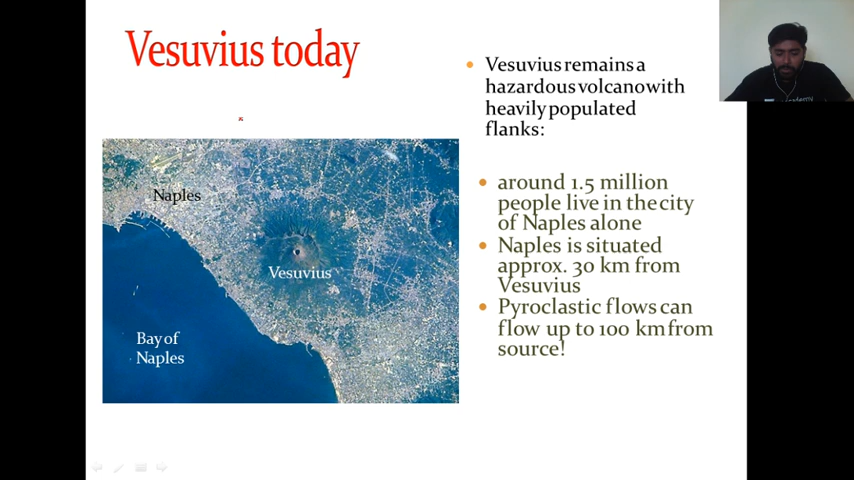 Vesuvius today
Vesuvius remains a
hazardous volcano with
heavily populated
flanks:
around 1.5 million
people live in the city
of Naples alone
Naples is situated
approx. 30 km from
Vesuvius
Pyroclastic flows can
flow up to 100 km from
source!
Naples
Vesuvius
Bay of
Naples